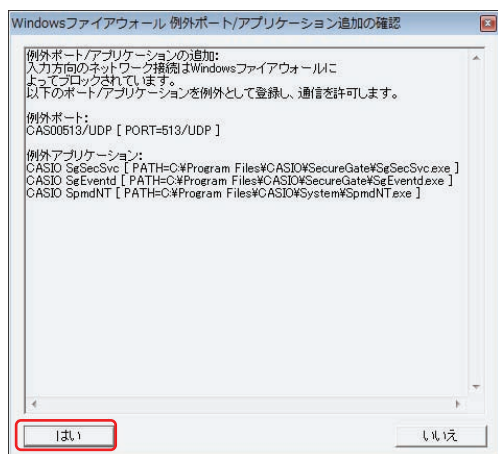 Windowsファイアウォール 例外ポート/アプリケーション追加の確認
例外ポート/アプリケーションの追加:
入力方向のネットワーク接続はWindowsファイアウォールに
よってブロックされています。
以下のポート/アプリケーションを例外として登録し、通信を許可します。
例外ポート:
CAS00513/UDP [ PORT=513/UDP ]
例外アプリケーション:
CASIO SgSecSvc [ PATH=C:¥Program Files¥CASIO¥SecureGate¥SgSecSvc.exe ]
CASIO SgEventd [ PATH=C:¥Program Files¥CASIO¥SecureGate¥SgEventd.exe ]
CASIO SpmdNT [ PATH=C:¥Program Files¥CASIO¥System¥SpmdNT.exe ]
はい
いいえ